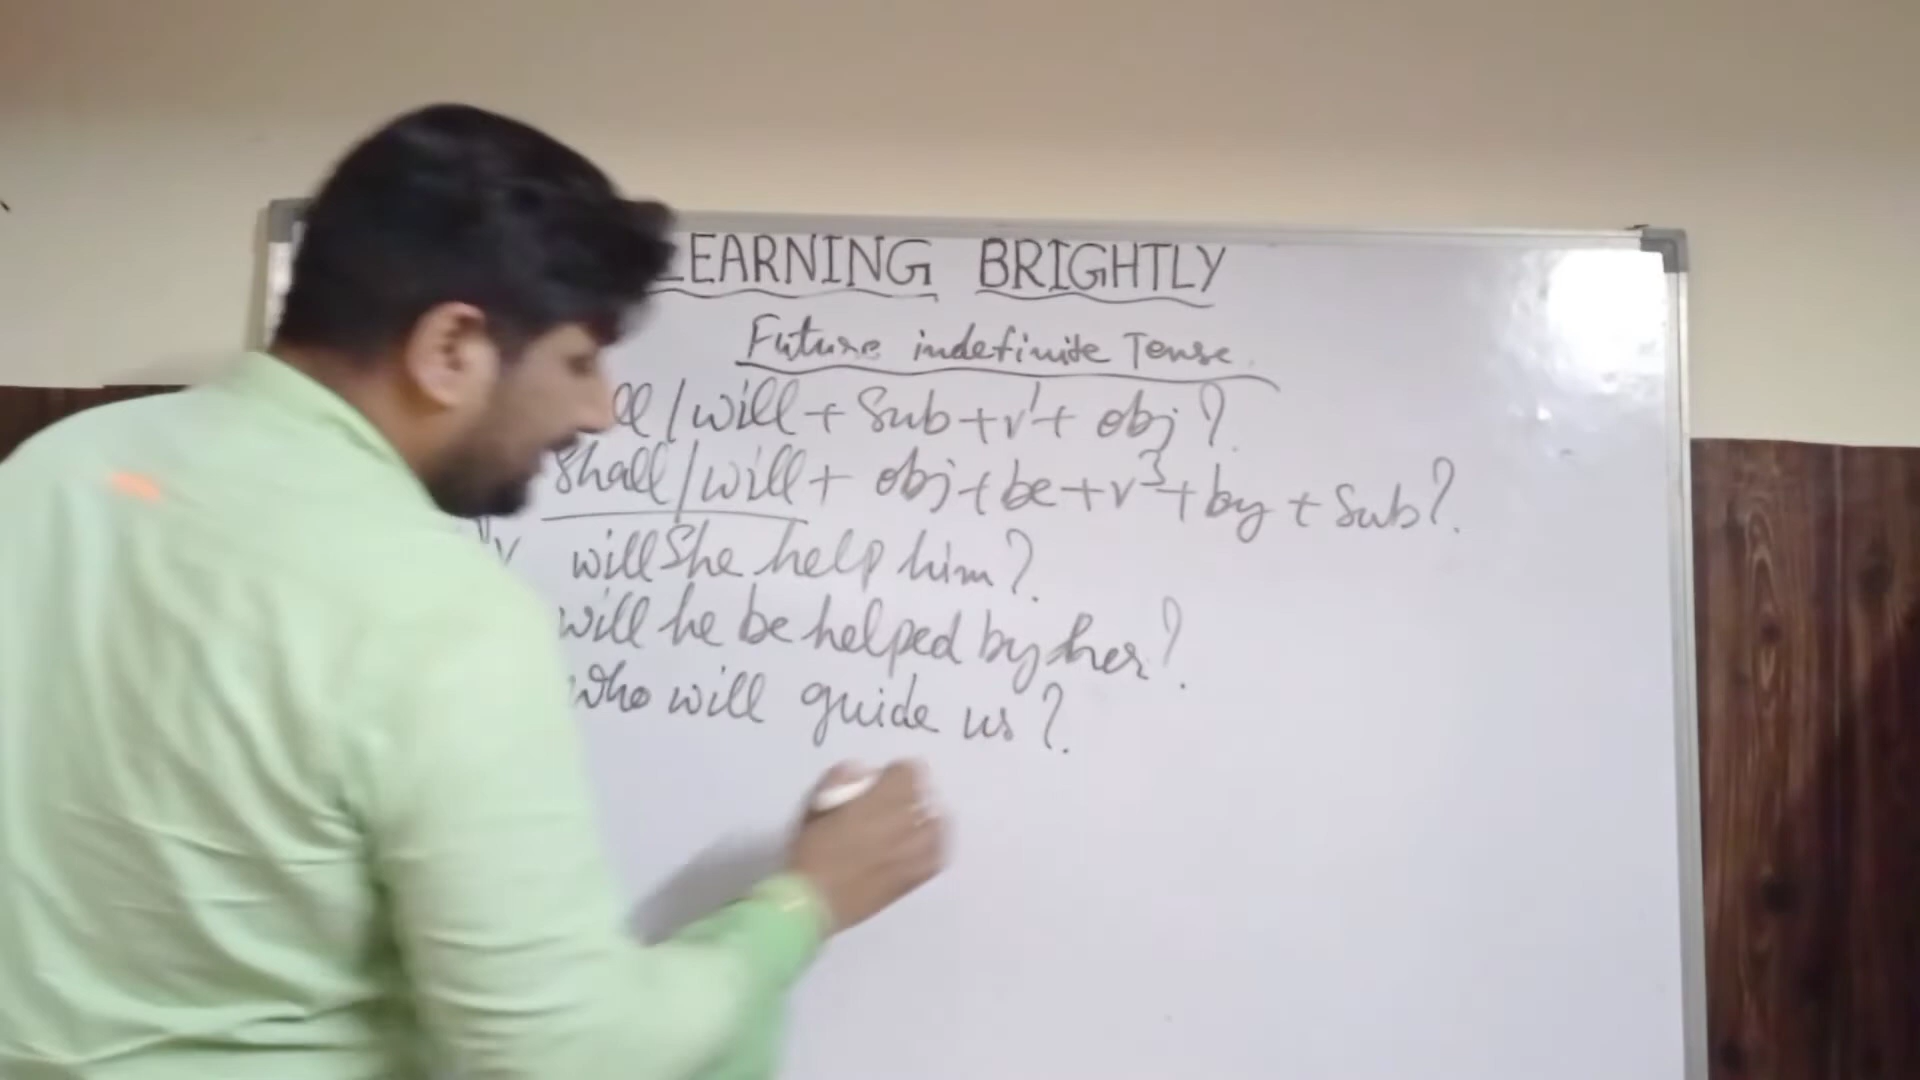 LEARNING BRIGHTLY
Future indefinite Tense.
/will + Sub + v¹ + obj?
Shall/will + obj + be + v³ + by + Sub?
will She help him?
will he be helped by her?
Who will guide us?